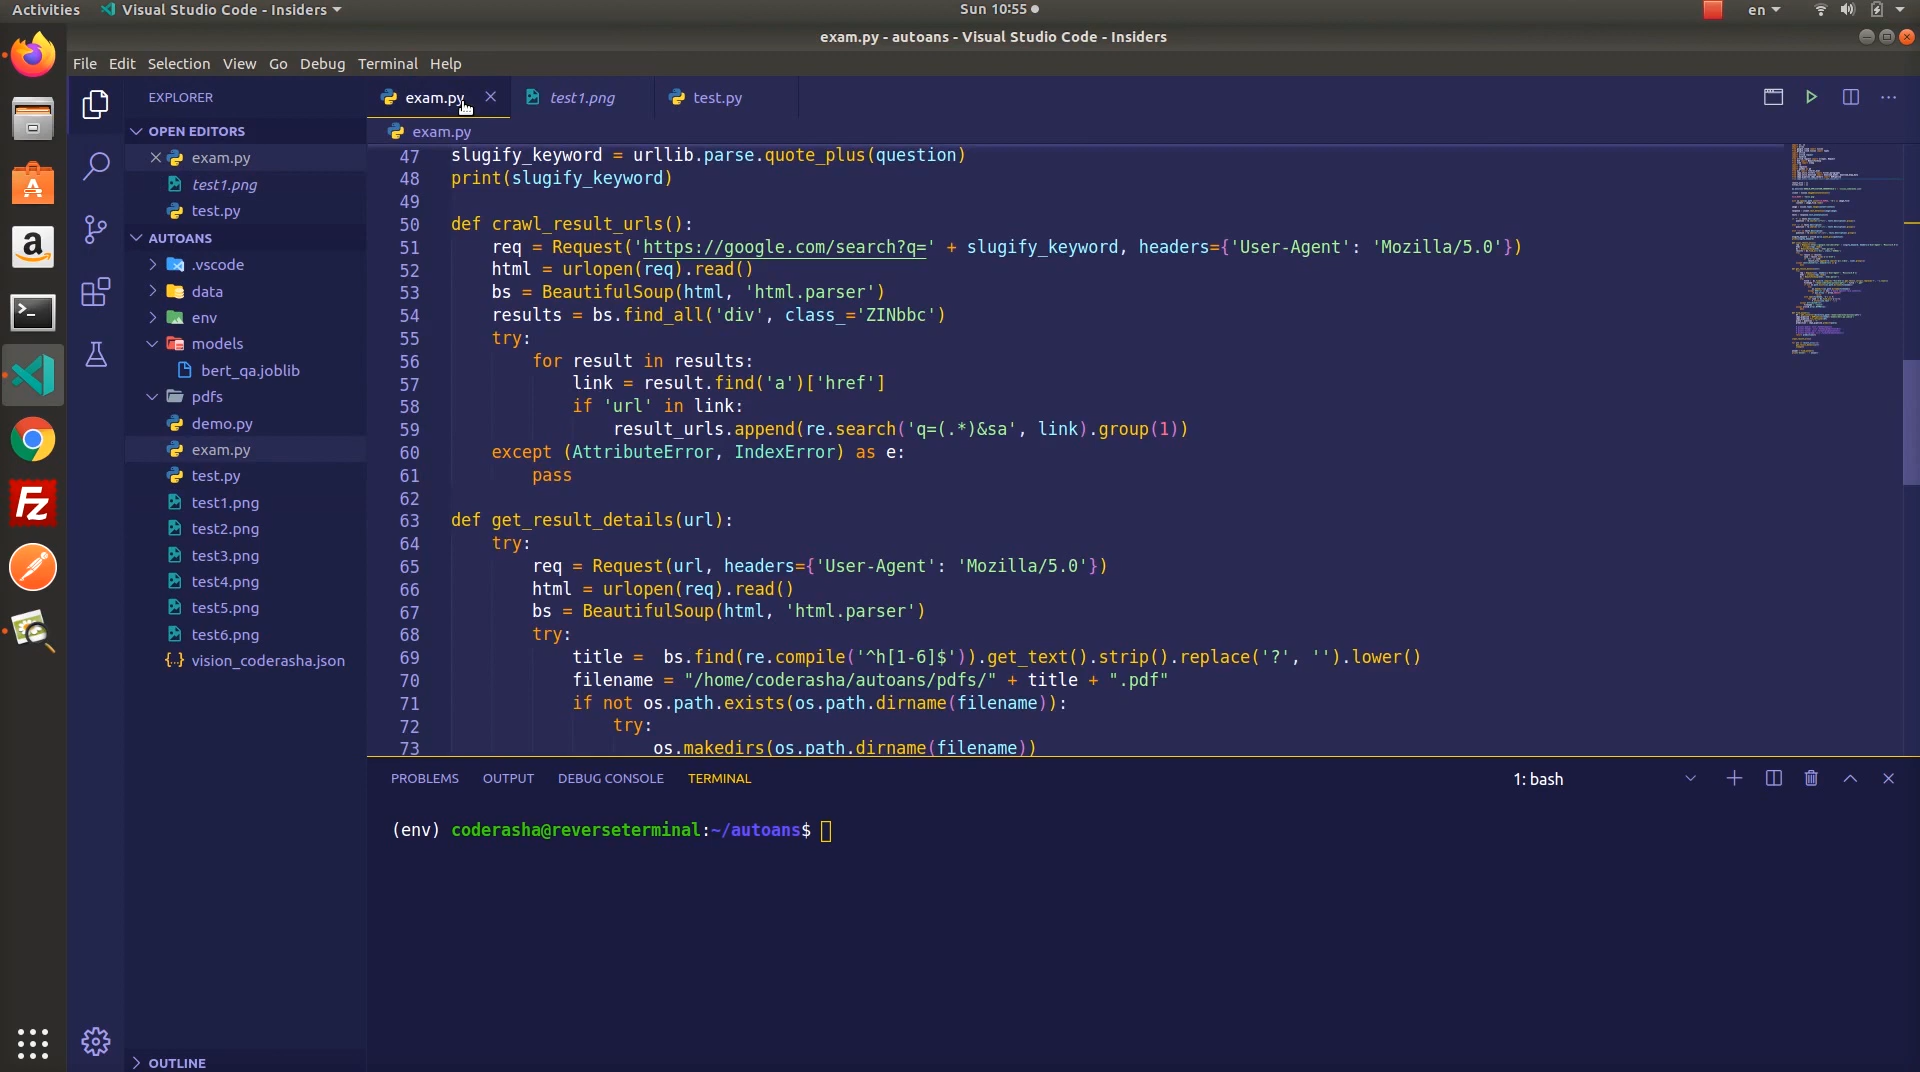 Activities
Visual Studio Code - Insiders
Sun 10:55
en
exam.py - autoans - Visual Studio Code - Insiders
File Edit Selection View Go Debug Terminal Help
EXPLORER
exam.py
test1.png
test.py
OPEN EDITORS
exam.py
test1.png
test.py
AUTOANS
.vscode
data
env
models
bert_qa.joblib
pdfs
demo.py
exam.py
test.py
test1.png
test2.png
test3.png
test4.png
test5.png
test6.png
vision_coderasha.json
OUTLINE
exam.py
47 slugify_keyword = urllib.parse.quote_plus(question)
48 print(slugify_keyword)
49
50 def crawl_result_urls():
51     req = Request('https://google.com/search?q=' + slugify_keyword, headers={'User-Agent': 'Mozilla/5.0'})
52     html = urlopen(req).read()
53     bs = BeautifulSoup(html, 'html.parser')
54     results = bs.find_all('div', class_='ZINbbc')
55     try:
56         for result in results:
57             link = result.find('a')['href']
58             if 'url' in link:
59                 result_urls.append(re.search('q=(.*)&sa', link).group(1))
60     except (AttributeError, IndexError) as e:
61         pass
62
63 def get_result_details(url):
64     try:
65         req = Request(url, headers={'User-Agent': 'Mozilla/5.0'})
66         html = urlopen(req).read()
67         bs = BeautifulSoup(html, 'html.parser')
68         try:
69             title =  bs.find(re.compile('^h[1-6]$')).get_text().strip().replace('?', '').lower()
70             filename = "/home/coderasha/autoans/pdfs/" + title + ".pdf"
71             if not os.path.exists(os.path.dirname(filename)):
72                 try:
73                     os.makedirs(os.path.dirname(filename))
PROBLEMS OUTPUT DEBUG CONSOLE TERMINAL
1: bash
(env) coderasha@reverseterminal:~/autoans$